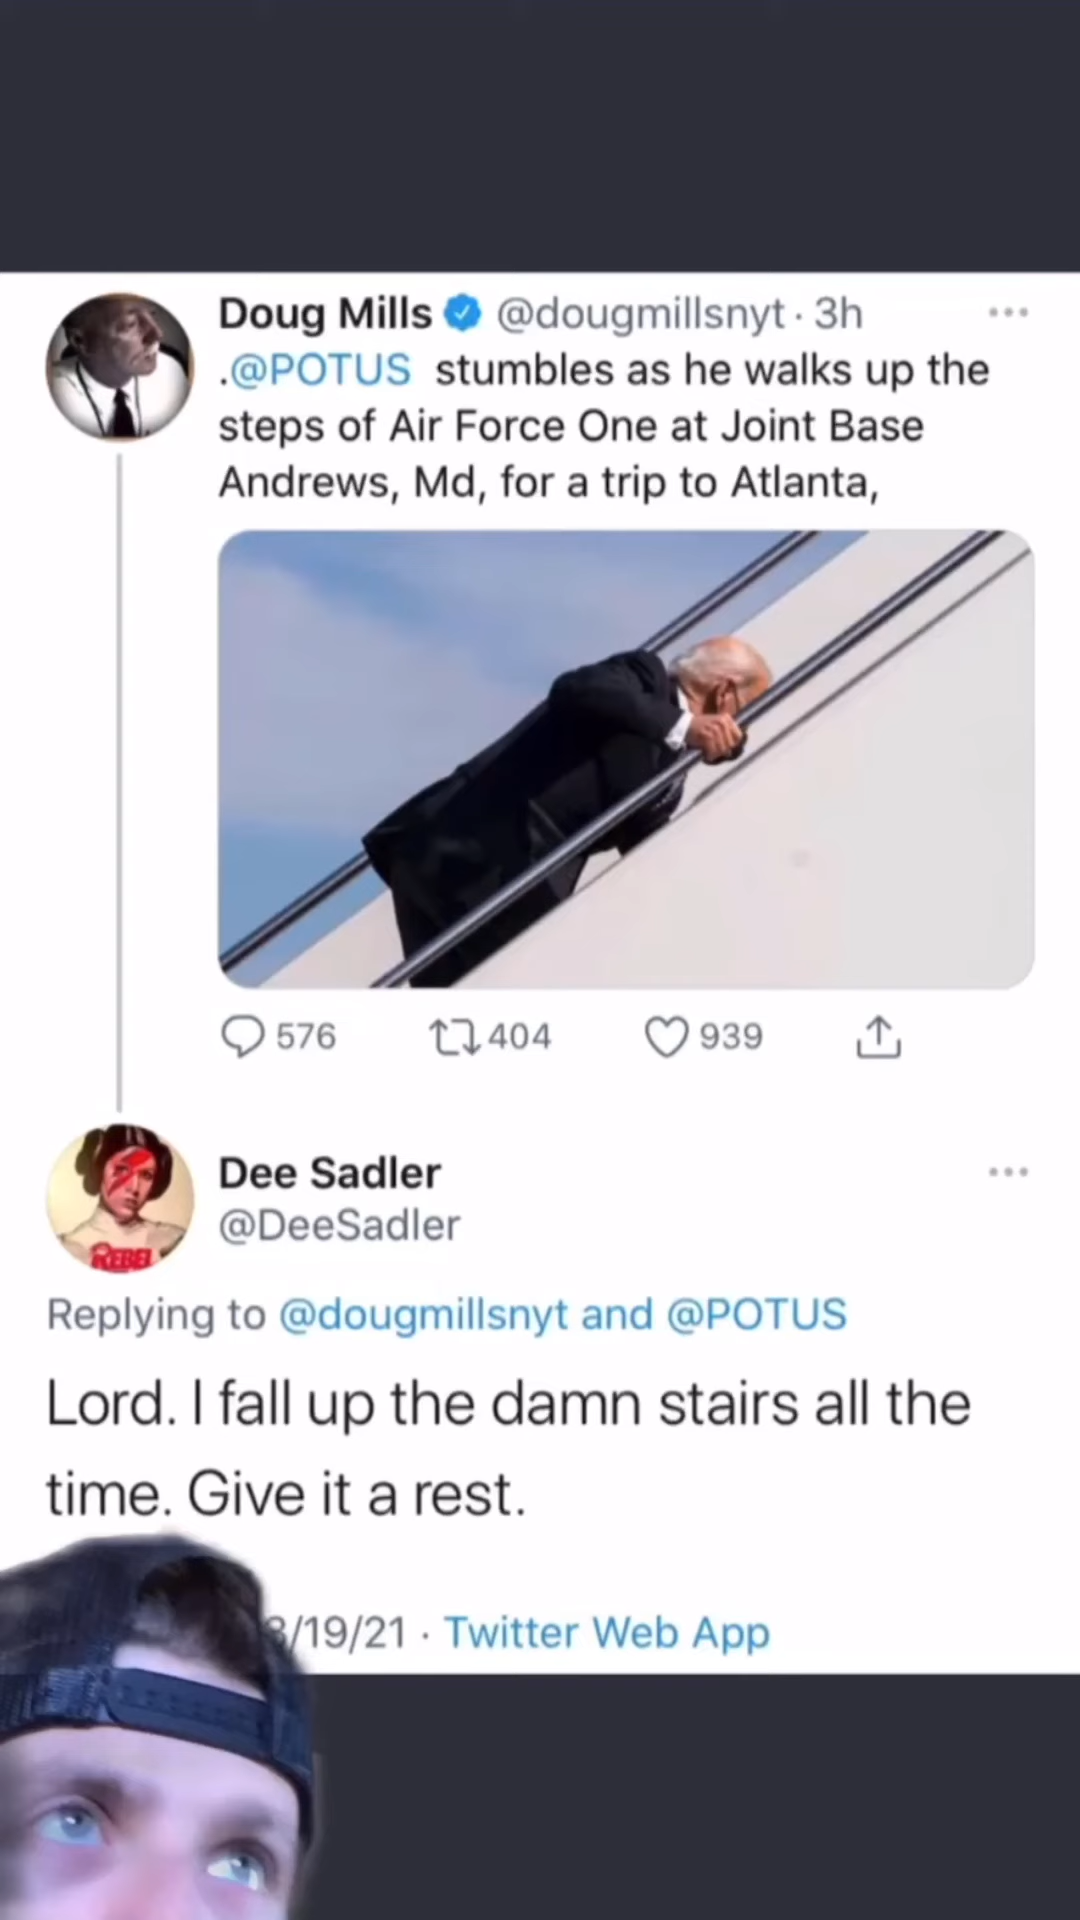 Doug Mills @dougmillsnyt · 3h
.@POTUS stumbles as he walks up the
steps of Air Force One at Joint Base
Andrews, Md, for a trip to Atlanta,
576 404 939
REBEL
Dee Sadler
@DeeSadler
Replying to @dougmillsnyt and @POTUS
Lord. I fall up the damn stairs all the
time. Give it a rest.
/19/21 · Twitter Web App